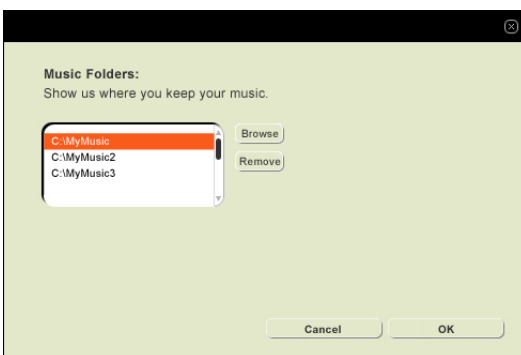 Music Folders:
Show us where you keep your music.
C:\MyMusic
C:\MyMusic2
C:\MyMusic3
Browse
Remove
Cancel
OK